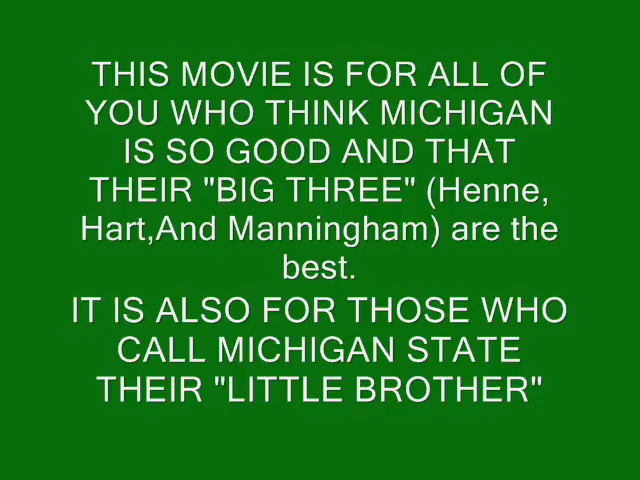 THIS MOVIE IS FOR ALL OF
YOU WHO THINK MICHIGAN
IS SO GOOD AND THAT
THEIR "BIG THREE" (Henne,
Hart,And Manningham) are the
best.
IT IS ALSO FOR THOSE WHO
CALL MICHIGAN STATE
THEIR "LITTLE BROTHER"